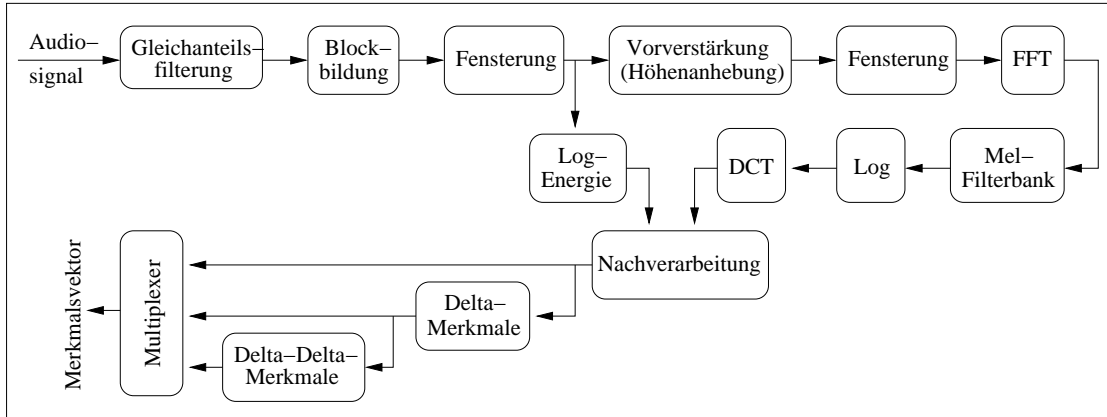 Audio–
signal
Gleichanteils–
filterung
Block–
bildung
Fensterung
Vorverstärkung
(Höhenanhebung)
Fensterung
FFT
Log–
Energie
DCT
Log
Mel–
Filterbank
Nachverarbeitung
Merkmalsvektor
Multiplexer
Delta–
Merkmale
Delta–Delta–
Merkmale